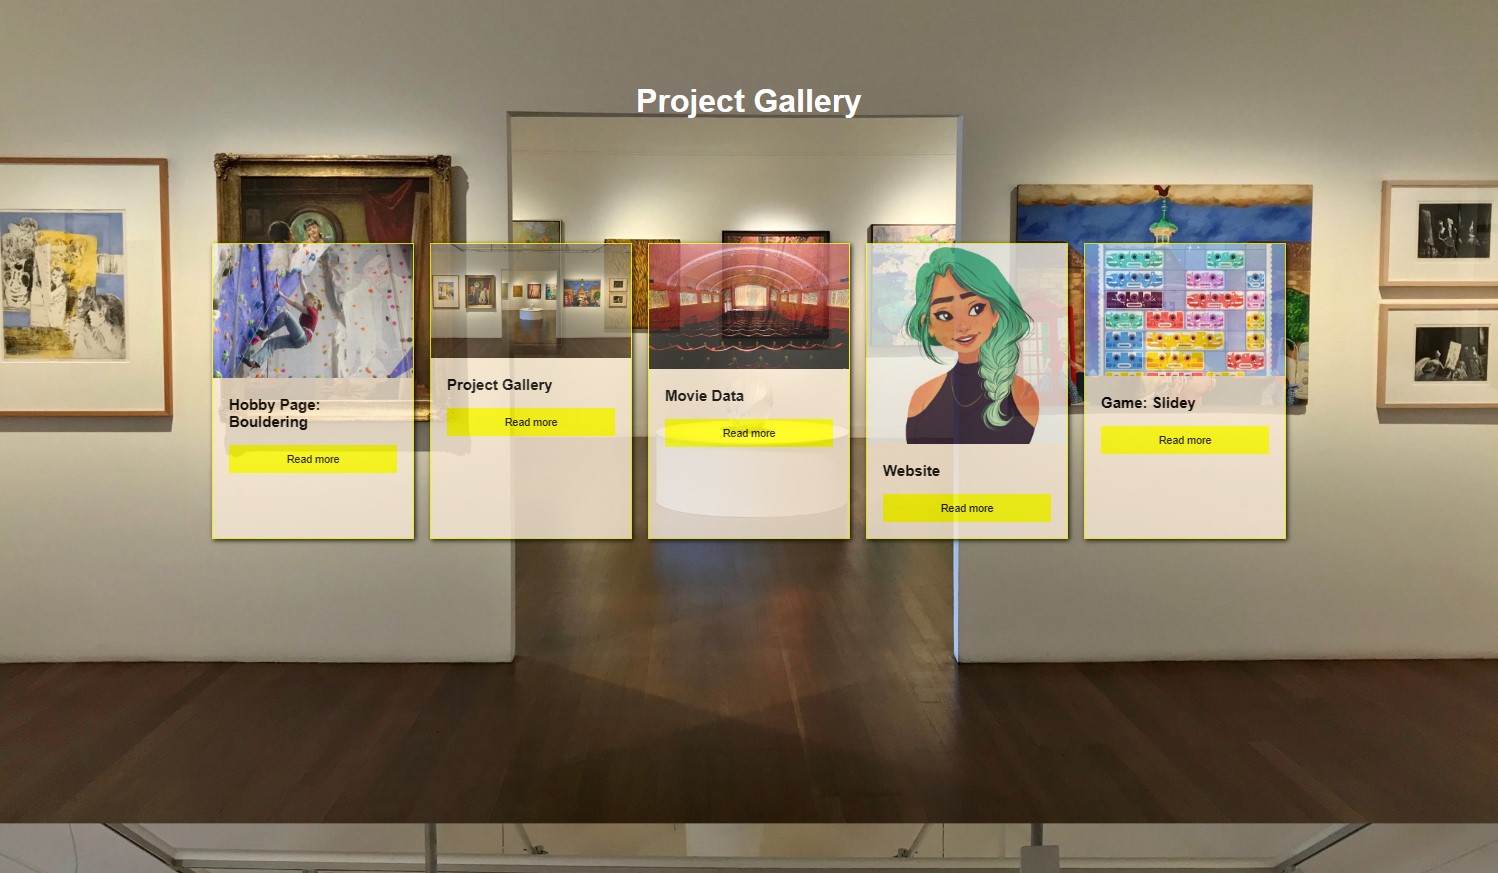 Project Gallery
Hobby Page:
Bouldering
Read more
Project Gallery
Read more
Movie Data
Read more
Website
Read more
Game: Slidey
Read more